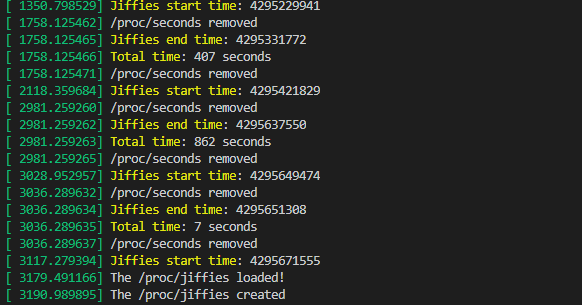 [ 1350.798529] Jiffies start time: 4295229941
[ 1758.125462] /proc/seconds removed
[ 1758.125465] Jiffies end time: 4295331772
[ 1758.125466] Total time: 407 seconds
[ 1758.125471] /proc/seconds removed
[ 2118.359684] Jiffies start time: 4295421829
[ 2981.259260] /proc/seconds removed
[ 2981.259262] Jiffies end time: 4295637550
[ 2981.259263] Total time: 862 seconds
[ 2981.259265] /proc/seconds removed
[ 3028.952957] Jiffies start time: 4295649474
[ 3036.289632] /proc/seconds removed
[ 3036.289634] Jiffies end time: 4295651308
[ 3036.289635] Total time: 7 seconds
[ 3036.289637] /proc/seconds removed
[ 3117.279394] Jiffies start time: 4295671555
[ 3179.491166] The /proc/jiffies loaded!
[ 3190.989895] The /proc/jiffies created